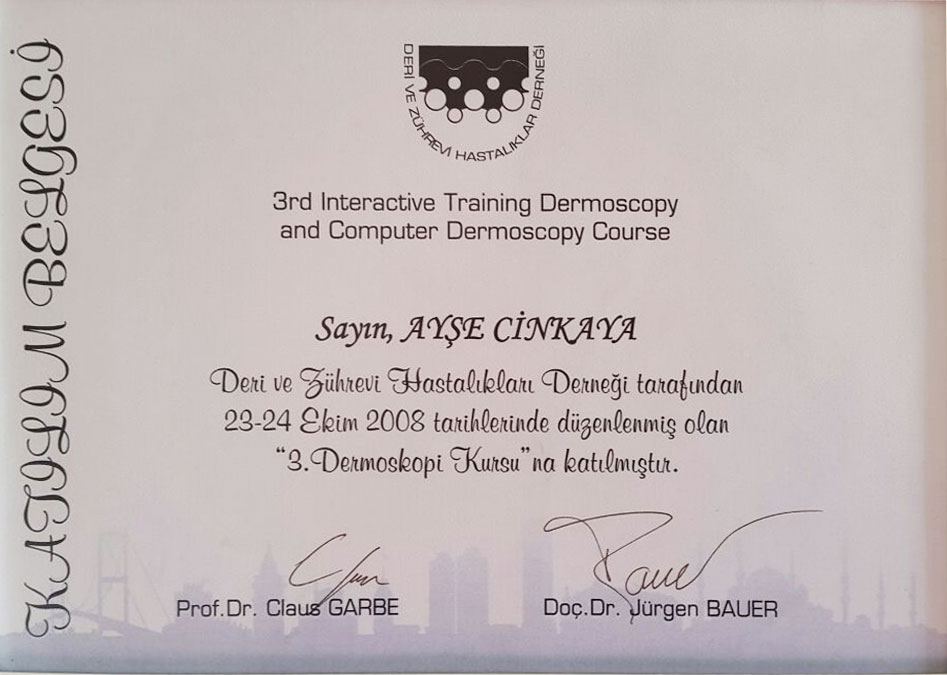 KATILIM BELGESİ
DERİ VE ZÜHREVİ HASTALIKLAR DERNEĞİ
3rd Interactive Training Dermoscopy
and Computer Dermoscopy Course
Sayın, AYŞE CİNKAYA
Deri ve Zührevi Hastalıkları Derneği tarafından
23-24 Ekim 2008 tarihlerinde düzenlenmiş olan
“3.Dermoskopi Kursu”na katılmıştır.
Bauer
Prof.Dr. Claus GARBE
Doç.Dr. Jürgen BAUER